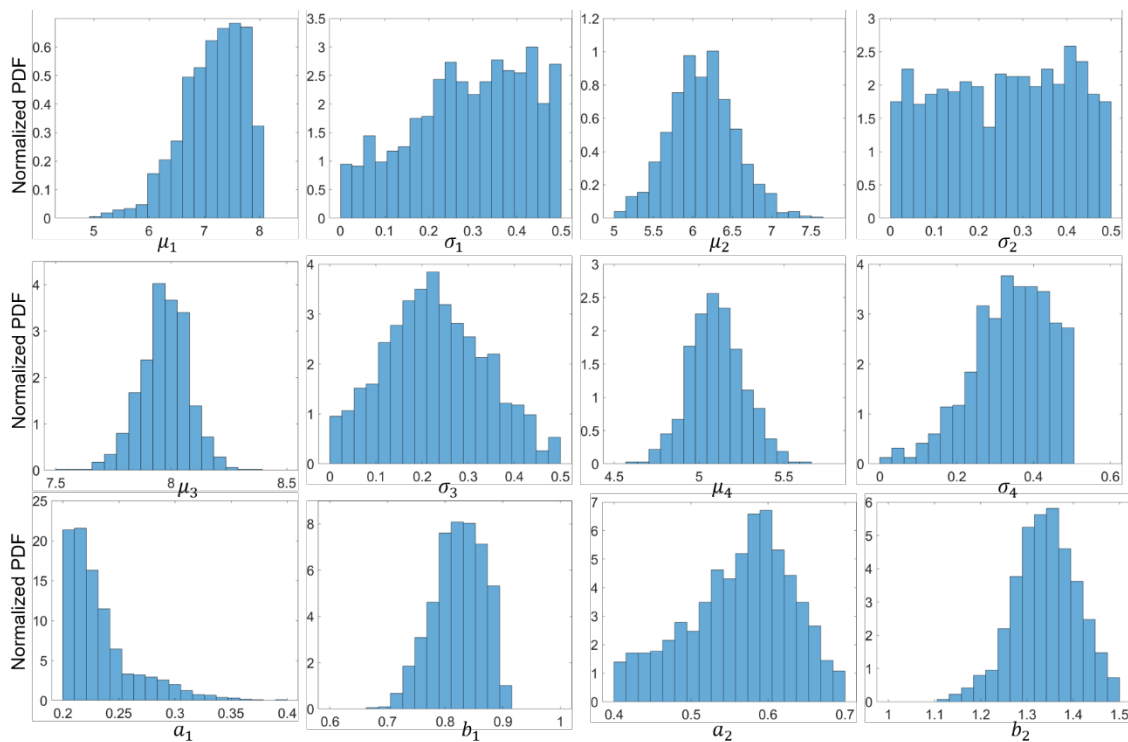 Normalized PDF
0 0.1 0.2 0.3 0.4 0.5 0.6
5 6 7 8
μ1
0 0.5 1 1.5 2 2.5 3 3.5
0 0.1 0.2 0.3 0.4 0.5
σ1
0 0.2 0.4 0.6 0.8 1 1.2
5 5.5 6 6.5 7 7.5
μ2
0 0.5 1 1.5 2 2.5 3
0 0.1 0.2 0.3 0.4 0.5
σ2
Normalized PDF
0 1 2 3 4
7.5 8 8.5
μ3
0 1 2 3 4
0 0.1 0.2 0.3 0.4 0.5
σ3
0 0.5 1 1.5 2 2.5 3
4.5 5 5.5
μ4
0 1 2 3 4
0 0.2 0.4 0.6
σ4
Normalized PDF
0 5 10 15 20 25
0.2 0.25 0.3 0.35 0.4
a1
0 2 4 6 8
0.6 0.7 0.8 0.9 1
b1
0 1 2 3 4 5 6 7
0.4 0.5 0.6 0.7
a2
0 1 2 3 4 5 6
1 1.1 1.2 1.3 1.4 1.5
b2